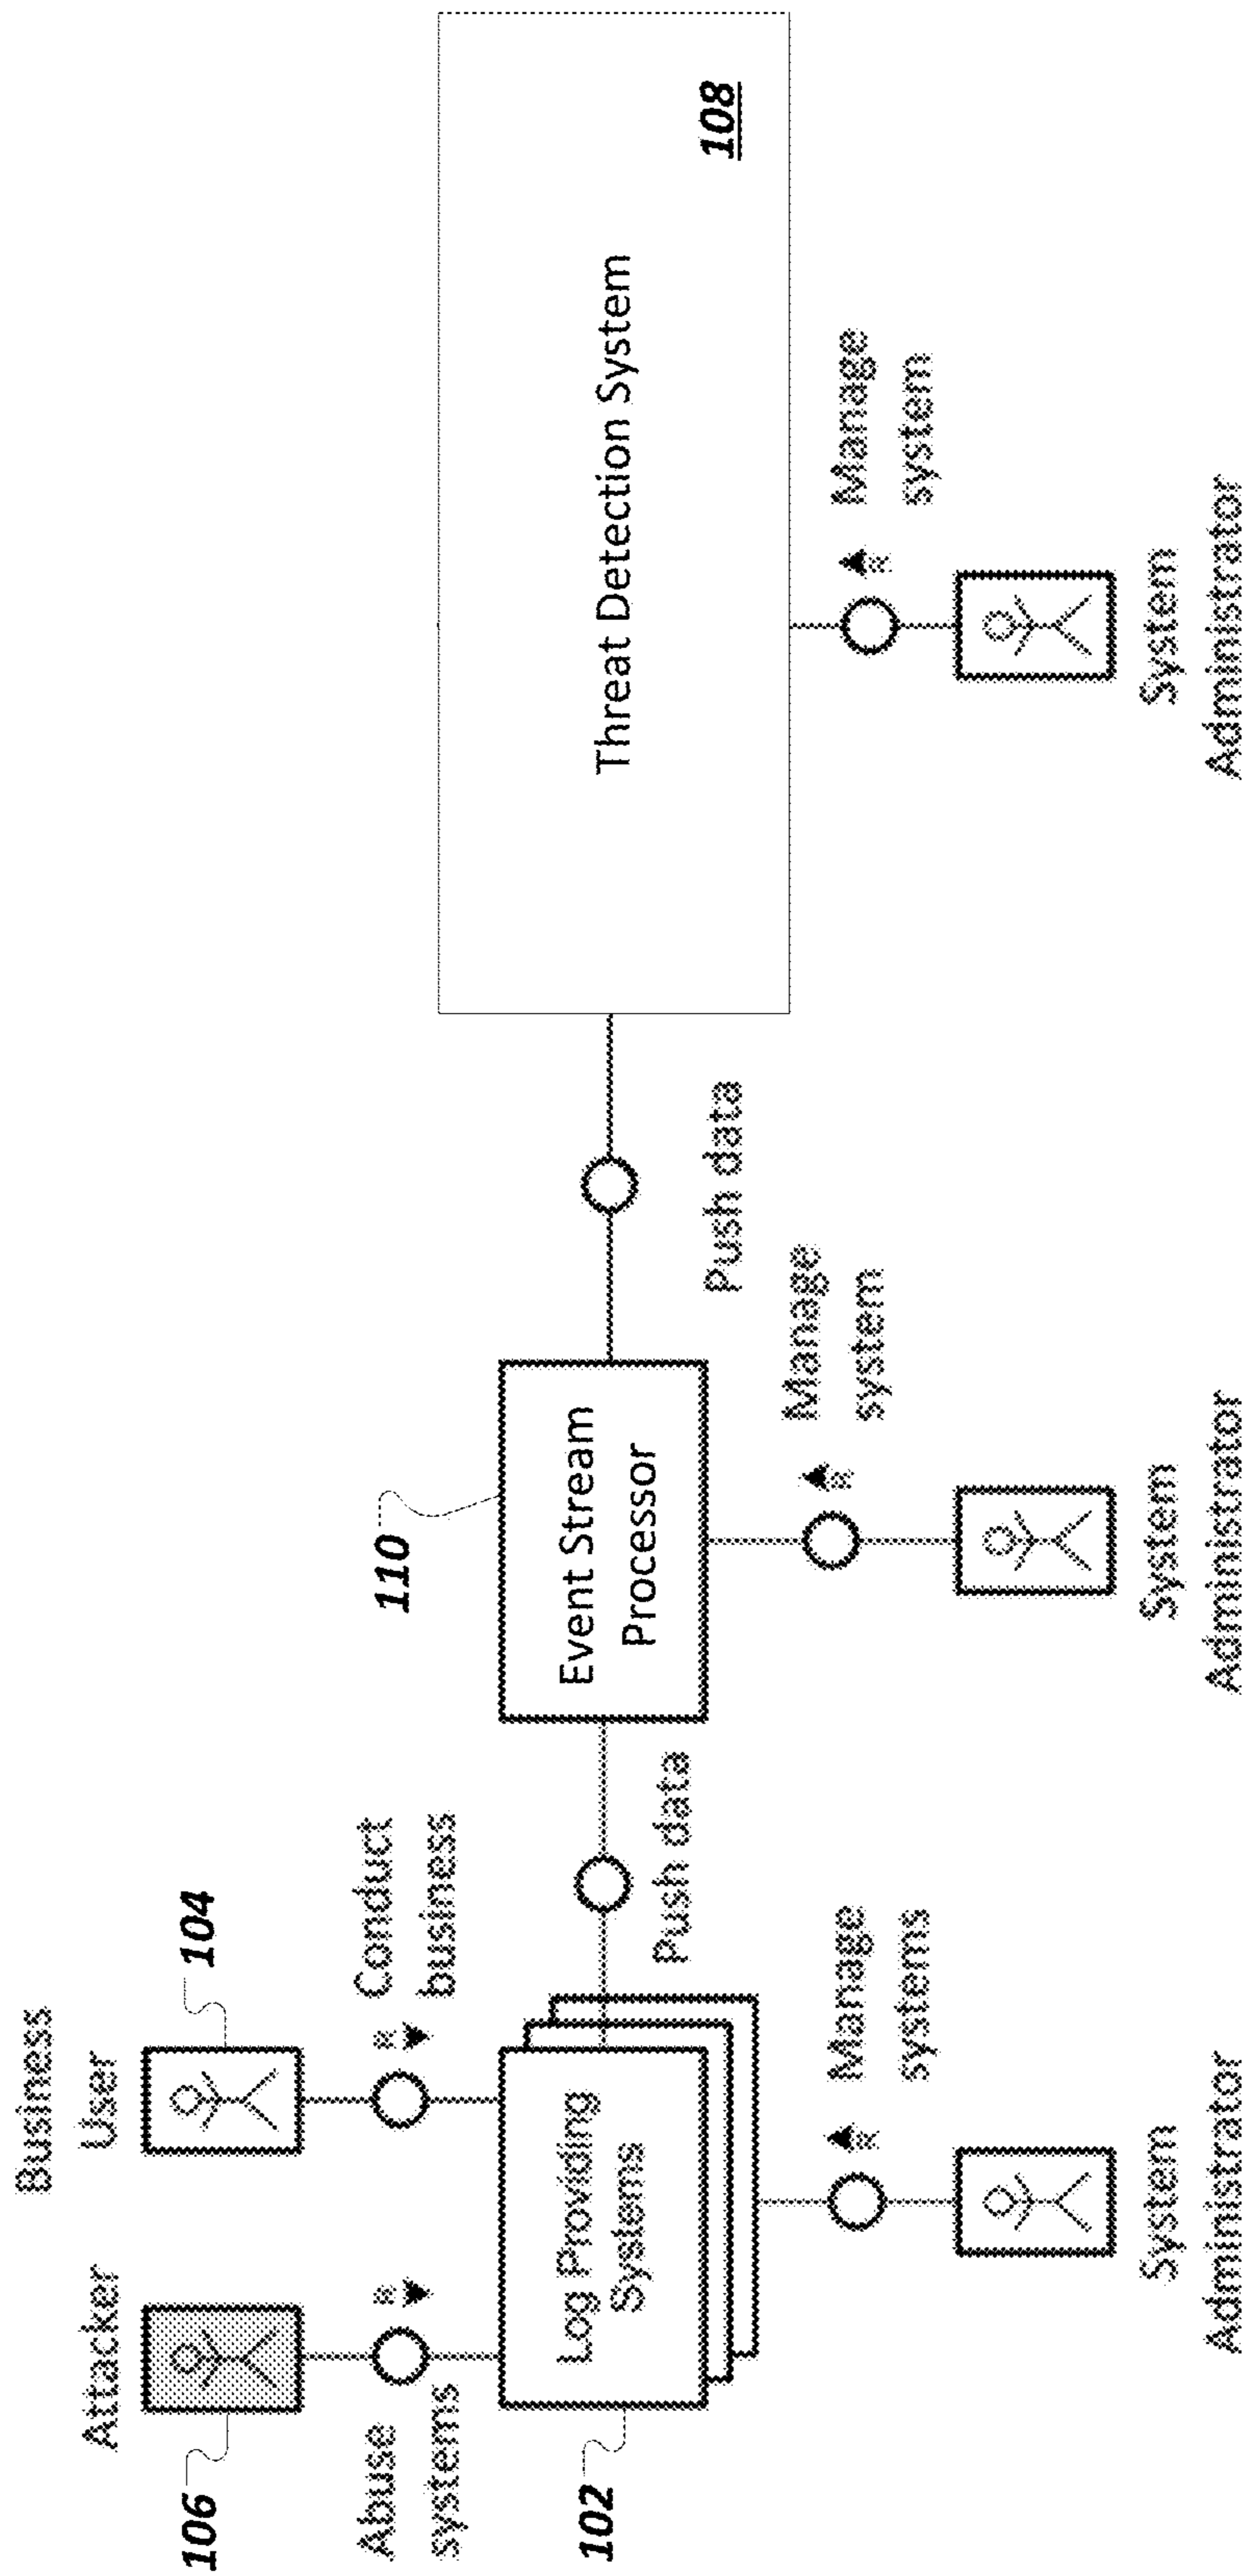 106
Attacker
Business
User
104
Abuse
systems
R
R
Conduct
business
102
Log Providing
Systems
Push data
110
Event Stream
Processor
Push data
Threat Detection System
108
R
Manage
systems
R
Manage
system
R
Manage
system
System
Administrator
System
Administrator
System
Administrator